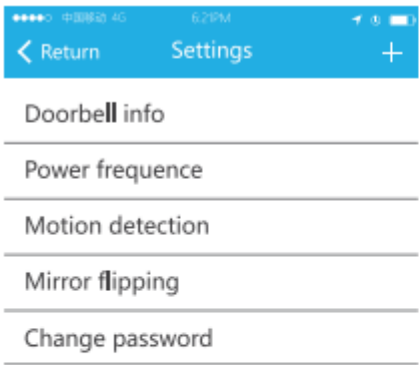 中国移动 4G 6:21PM
Return Settings +
Doorbell info
Power frequence
Motion detection
Mirror flipping
Change password